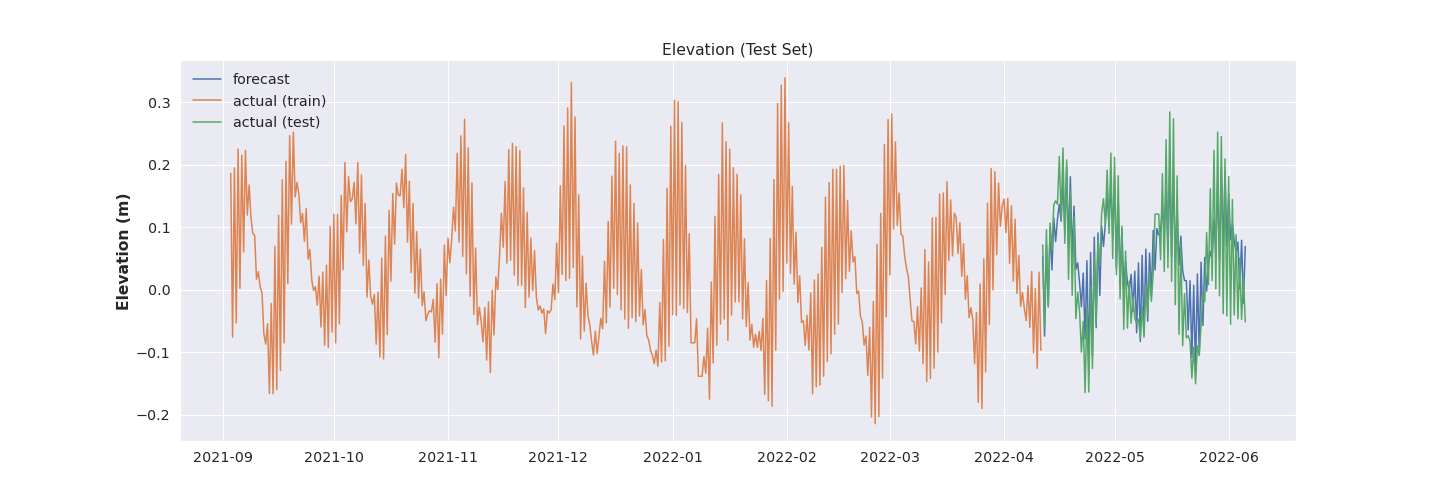 Elevation (Test Set)
forecast
actual (train)
actual (test)
Elevation (m)
0.3
0.2
0.1
0.0
−0.1
−0.2
2021-09 2021-10 2021-11 2021-12 2022-01 2022-02 2022-03 2022-04 2022-05 2022-06